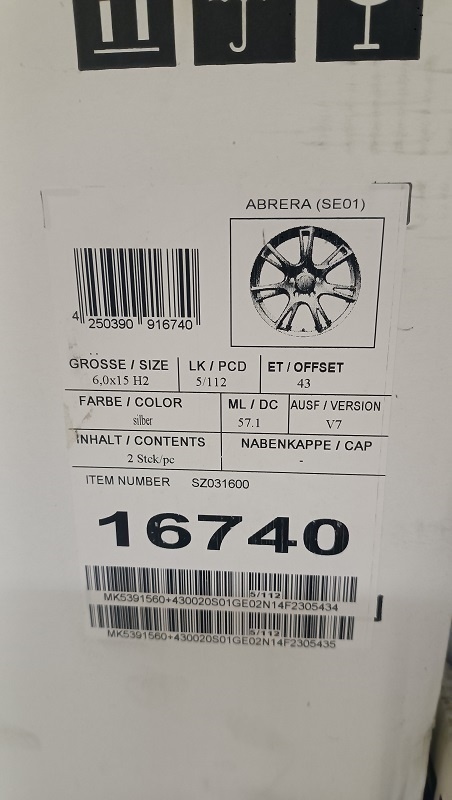 ABRERA (SE01)
4 250390 916740
GRÖSSE / SIZE LK / PCD ET / OFFSET
6,0x15 H2 5/112 43
FARBE / COLOR ML / DC AUSF / VERSION
silber 57.1 V7
INHALT / CONTENTS NABENKAPPE / CAP
2 Stck/pc -
ITEM NUMBER SZ031600
16740
5/112
MK5391560+430020S01GE02N14F2305434
5/112
MK5391560+430020S01GE02N14F2305435